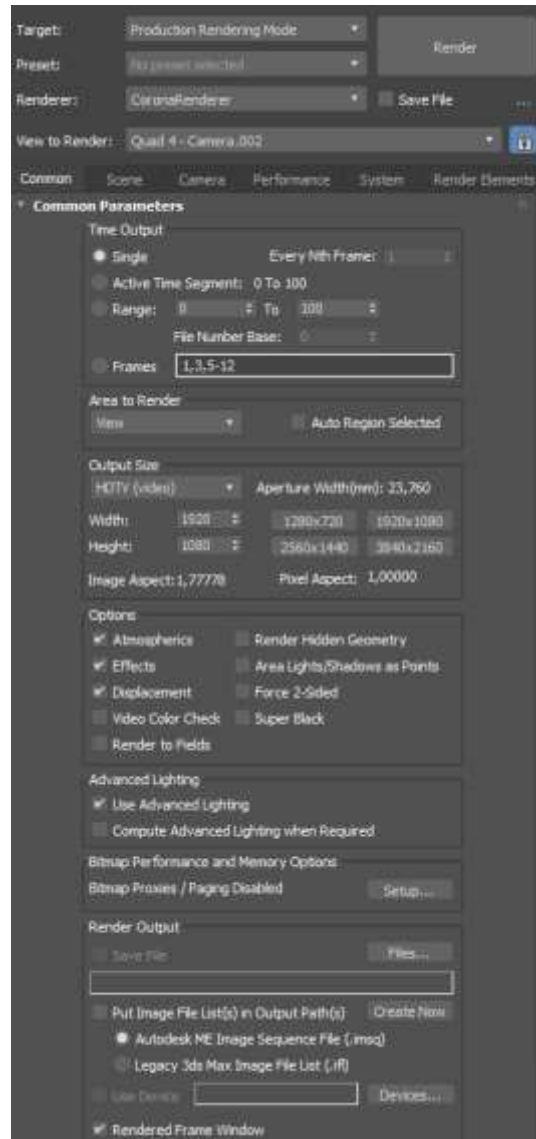 Target: Production Rendering Mode
Render
Preset: No preset selected
Renderer: CoronaRenderer Save File ...
View to Render: Quad 4 - Camera.002
Common Scene Camera Performance System Render Elements
Common Parameters
Time Output
Single Every Nth Frame: 1
Active Time Segment: 0 To 100
Range: 0 To 100
File Number Base: 0
Frames 1,3,5-12
Area to Render
View Auto Region Selected
Output Size
HDTV (video) Aperture Width(mm): 23,760
Width: 1920 1280x720 1920x1080
Height: 1080 2560x1440 3840x2160
Image Aspect: 1,77778 Pixel Aspect: 1,00000
Options
Atmospherics Render Hidden Geometry
Effects Area Lights/Shadows as Points
Displacement Force 2-Sided
Video Color Check Super Black
Render to Fields
Advanced Lighting
Use Advanced Lighting
Compute Advanced Lighting when Required
Bitmap Performance and Memory Options
Bitmap Proxies / Paging Disabled Setup...
Render Output
Save File Files...
Put Image File List(s) in Output Path(s) Create Now
Autodesk ME Image Sequence File (.imsq)
Legacy 3ds Max Image File List (.ifl)
Use Device Devices...
Rendered Frame Window